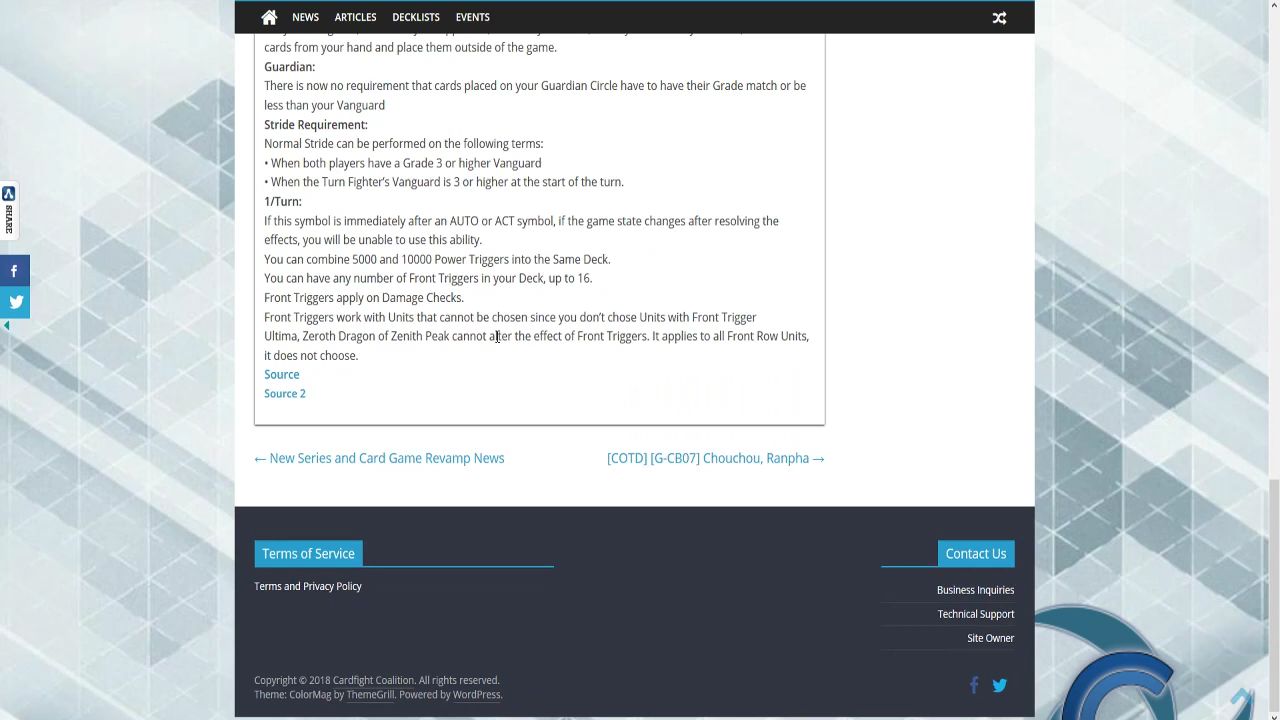 NEWS ARTICLES DECKLISTS EVENTS
cards from your hand and place them outside of the game.
Guardian:
There is now no requirement that cards placed on your Guardian Circle have to have their Grade match or be
less than your Vanguard
Stride Requirement:
Normal Stride can be performed on the following terms:
• When both players have a Grade 3 or higher Vanguard
• When the Turn Fighter's Vanguard is 3 or higher at the start of the turn.
1/Turn:
If this symbol is immediately after an AUTO or ACT symbol, if the game state changes after resolving the
effects, you will be unable to use this ability.
You can combine 5000 and 10000 Power Triggers into the Same Deck.
You can have any number of Front Triggers in your Deck, up to 16.
Front Triggers apply on Damage Checks.
Front Triggers work with Units that cannot be chosen since you don't chose Units with Front Trigger
Ultima, Zeroth Dragon of Zenith Peak cannot alter the effect of Front Triggers. It applies to all Front Row Units,
it does not choose.
Source
Source 2
← New Series and Card Game Revamp News
[COTD] [G-CB07] Chouchou, Ranpha →
SHARE
Terms of Service
Terms and Privacy Policy
Contact Us
Business Inquiries
Technical Support
Site Owner
Copyright © 2018 Cardfight Coalition. All rights reserved.
Theme: ColorMag by ThemeGrill. Powered by WordPress.